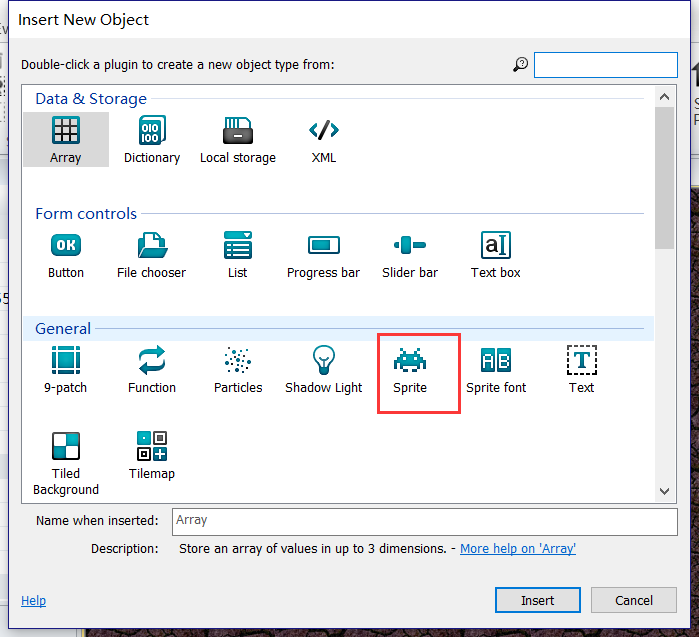 Insert New Object
Double-click a plugin to create a new object type from:
Data & Storage
Array Dictionary Local storage XML
Form controls
Button File chooser List Progress bar Slider bar Text box
General
9-patch Function Particles Shadow Light Sprite Sprite font Text
Tiled Background Tilemap
Name when inserted: Array
Description: Store an array of values in up to 3 dimensions. - More help on 'Array'
Help Insert Cancel